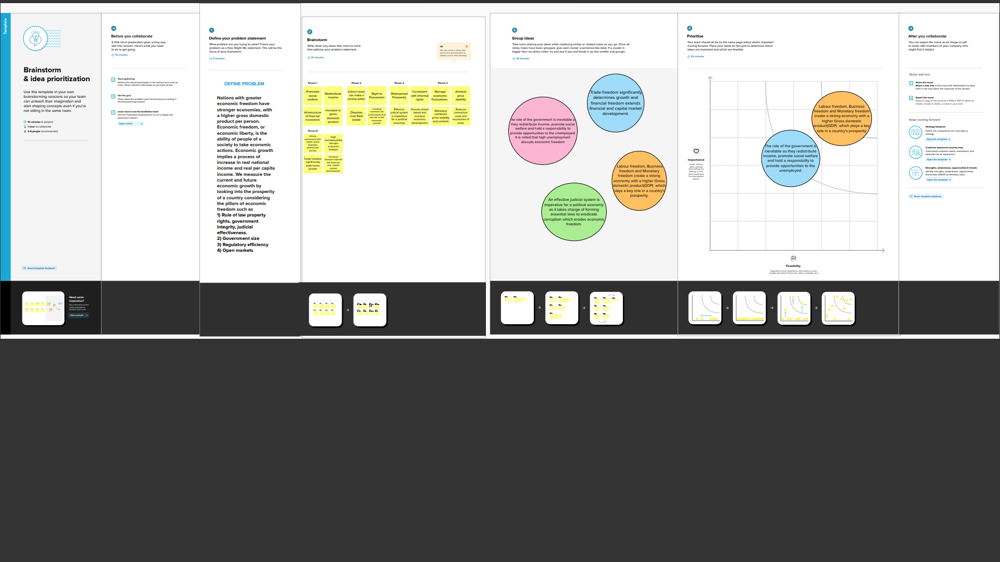 Template
Brainstorm
& idea prioritization
Use this template in your own
brainstorming sessions so your team
can unleash their imagination and
start shaping concepts even if you're
not sitting in the same room.
10 minutes to prepare
1 hour to collaborate
2-8 people recommended
Share template feedback
Need some
inspiration?
See a finished version
of this template to
kickstart your work.
Open example
Before you collaborate
A little bit of preparation goes a long way
with this session. Here's what you need
to do to get going.
10 minutes
A
Team gathering
Define who should participate in the session and send an
invite. Share relevant information or pre-work ahead.
B
Set the goal
Think about the problem you'll be focusing on solving in
the brainstorming session.
C
Learn how to use the facilitation tools
Use the Facilitation Superpowers to run a happy and
productive session.
Open article
1
Define your problem statement
What problem are you trying to solve? Frame your
problem as a How Might We statement. This will be the
focus of your brainstorm.
5 minutes
DEFINE PROBLEM
Nations with greater
economic freedom have
stronger economies, with
a higher gross domestic
product per person.
Economic freedom, or
economic liberty, is the
ability of people of a
society to take economic
actions. Economic growth
implies a process of
increase in real national
income and real per capita
income. We measure the
current and future
economic growth by
looking into the prosperity
of a country considering
the pillars of economic
freedom such as
1) Rule of law property
rights, government
integrity, judicial
effectiveness.
2) Government size
3) Regulatory efficiency
4) Open markets
2
Brainstorm
Write down any ideas that come to mind
that address your problem statement.
10 minutes
TIP
You can select a sticky note
and hit the pencil [switch to
sketch] icon to start drawing!
Person 1
Promotes
social
welfare
Redistribute
income
Infrastructure
of financial
investment
Increase in
gross
domestic
product
Person 2
Indirect taxes
can make a
society better
Right to
Possession
Disputes
over Real
estate
Creating
incentives for
investments that
has led to the
economic
growth
Person 3
Widespread
Prosperity
Consistent
with Informal
rights
Effective
judicial system
is imperative
for a political
economy
Ensures broad
based and
inclusive
economic
development
Person 4
Manage
economic
fluctuations.
Acheive
price
stability
Monetary
combines
price stability
and controls
Reduces
transaction
costs and
economies of
scale
Person 5
Strong
economies,with
higher gross
domestic
product per
person
High
unemployability
disrupts
economic
freedom
Trade freedom
significantly
determines
growth
Financial
freedom extends
the financial
and capital
market
development.
3
Group ideas
Take turns sharing your ideas while clustering similar or related notes as you go. Once all
sticky notes have been grouped, give each cluster a sentence-like label. If a cluster is
bigger than six sticky notes, try and see if you and break it up into smaller sub-groups.
20 minutes
Trade freedom significantly
determines growth and
financial freedom extends
financial and capital market
development.
he role of the government is inevitable a
they redistribute income, promote social
welfare and hold a responsibility to
provide opportunities to the unemployed.
It is noted that high unemployment
disrupts economic freedom
Labour freedom, Business
freedom and Monetary
freedom create a strong
economy with a higher Gross
domestic product(GDP) which
plays a key role in a country's
prosperity.
An effective judicial system is
imperative for a political economy
as it takes charge of forming
essential laws to eradicate
corruption which erodes economic
freedom.
4
Prioritize
Your team should all be on the same page about what's important
moving forward. Place your ideas on this grid to determine which
ideas are important and which are feasible.
20 minutes
Labour freedom, Business
freedom and Monetary freedom
create a strong economy with a
higher Gross domestic
product(GDP) which plays a key
role in a country's prosperity
The role of the government is
inevitable as they redistribute
income, promote social welfare
and hold a responsibility to
provide opportunities to the
unemployed.
Importance
If each of these
tasks could get
done without any
difficulty or cost,
which would have
the most positive
impact?
Feasibility
Regardless of their importance, which tasks are more
feasible than others? (Cost, time, effort, complexity, etc.)
After you collaborate
You can export the mural as an image or pdf
to share with members of your company who
might find it helpful.
Quick add-ons
A
Share the mural
Share a view link to the mural with stakeholders to keep
them in the loop about the outcomes of the session.
B
Export the mural
Export a copy of the mural as a PNG or PDF to attach to
emails, include in slides, or save in your drive.
Keep moving forward
Strategy blueprint
Define the components of a new idea or
strategy.
Open the template
Customer experience journey map
Understand customer needs, motivations, and
obstacles for an experience.
Open the template
Strengths, weaknesses, opportunities & threats
Identify strengths, weaknesses, opportunities,
and threats (SWOT) to develop a plan.
Open the template
Share template feedback